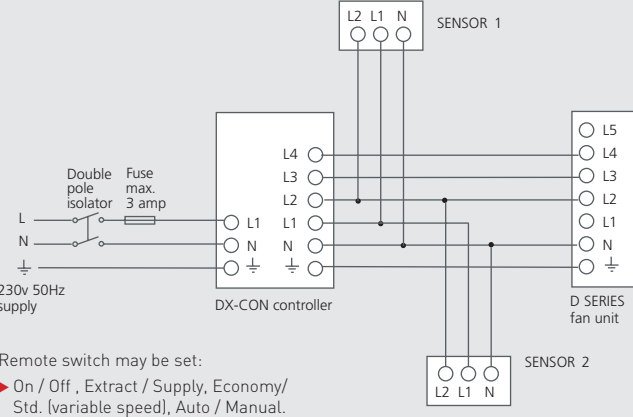 L2 L1 N
SENSOR 1
L5
L4 L4
L3 L3
Double pole isolator
Fuse max. 3 amp
L2 L2
L L1 L1 L1
N N N N
230v 50Hz supply
DX-CON controller
D SERIES fan unit
Remote switch may be set:
On / Off , Extract / Supply, Economy/
Std. (variable speed), Auto / Manual.
SENSOR 2
L2 L1 N